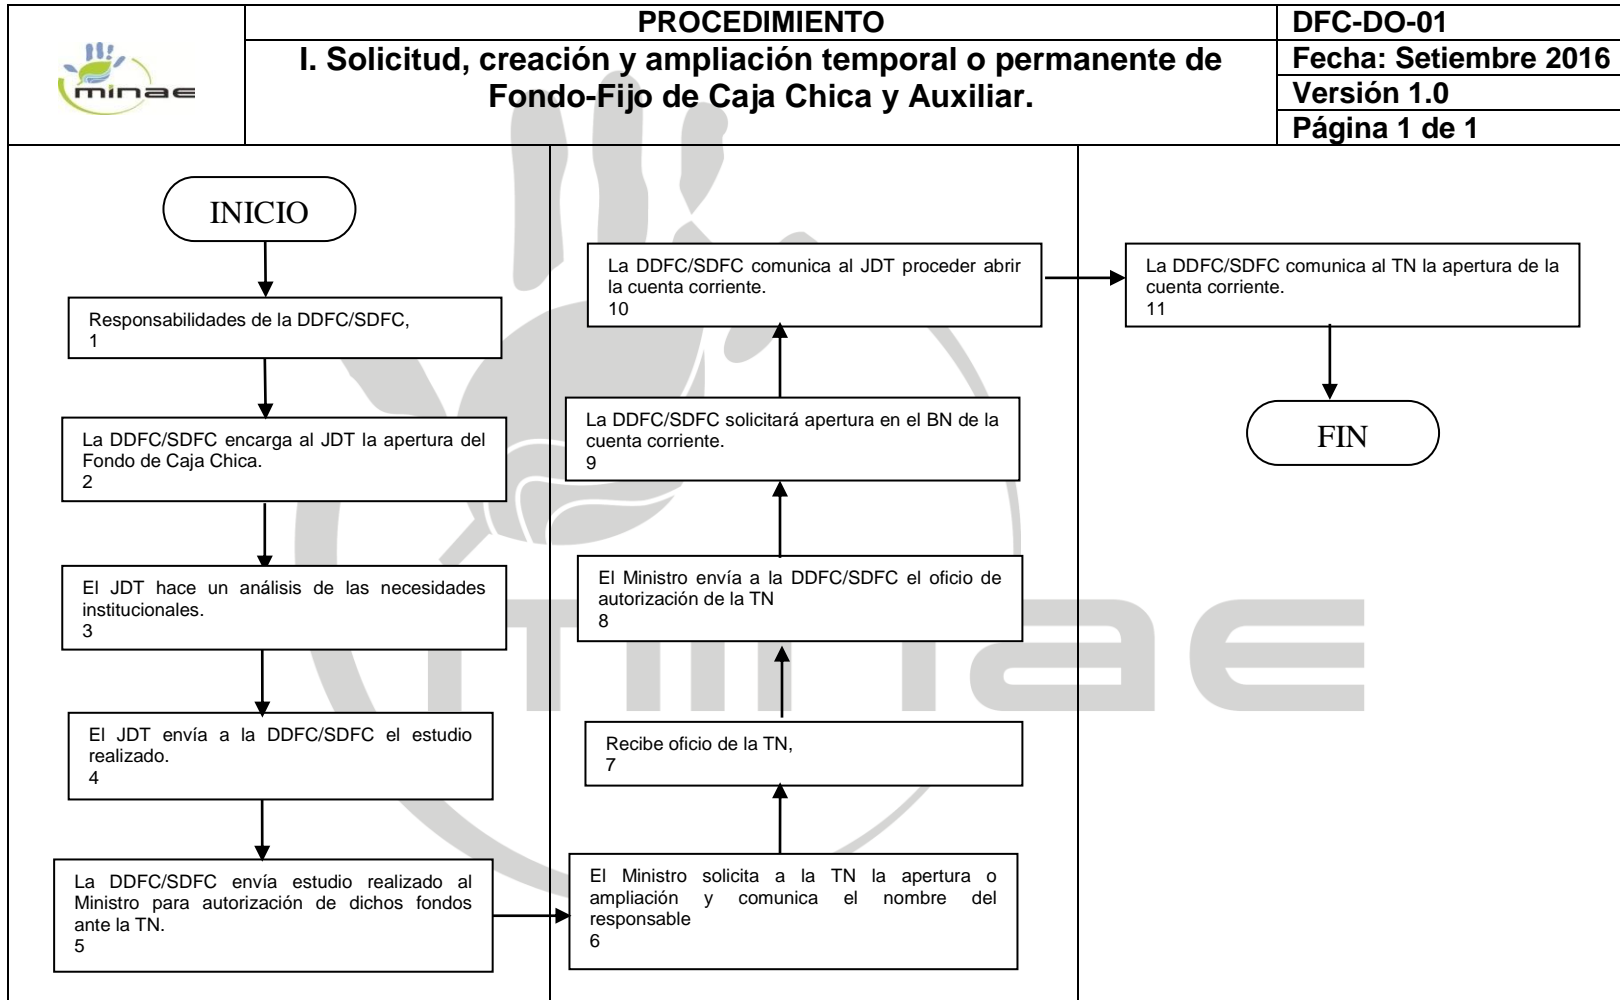 minae
PROCEDIMIENTO
I. Solicitud, creación y ampliación temporal o permanente de
Fondo-Fijo de Caja Chica y Auxiliar.
DFC-DO-01
Fecha: Setiembre 2016
Versión 1.0
Página 1 de 1
INICIO
Responsabilidades de la DDFC/SDFC,
1
La DDFC/SDFC encarga al JDT la apertura del
Fondo de Caja Chica.
2
El JDT hace un análisis de las necesidades
institucionales.
3
El JDT envía a la DDFC/SDFC el estudio
realizado.
4
La DDFC/SDFC envía estudio realizado al
Ministro para autorización de dichos fondos
ante la TN.
5
El Ministro solicita a la TN la apertura o
ampliación y comunica el nombre del
responsable
6
Recibe oficio de la TN,
7
El Ministro envía a la DDFC/SDFC el oficio de
autorización de la TN
8
La DDFC/SDFC solicitará apertura en el BN de la
cuenta corriente.
9
La DDFC/SDFC comunica al JDT proceder abrir
la cuenta corriente.
10
La DDFC/SDFC comunica al TN la apertura de la
cuenta corriente.
11
FIN
minae